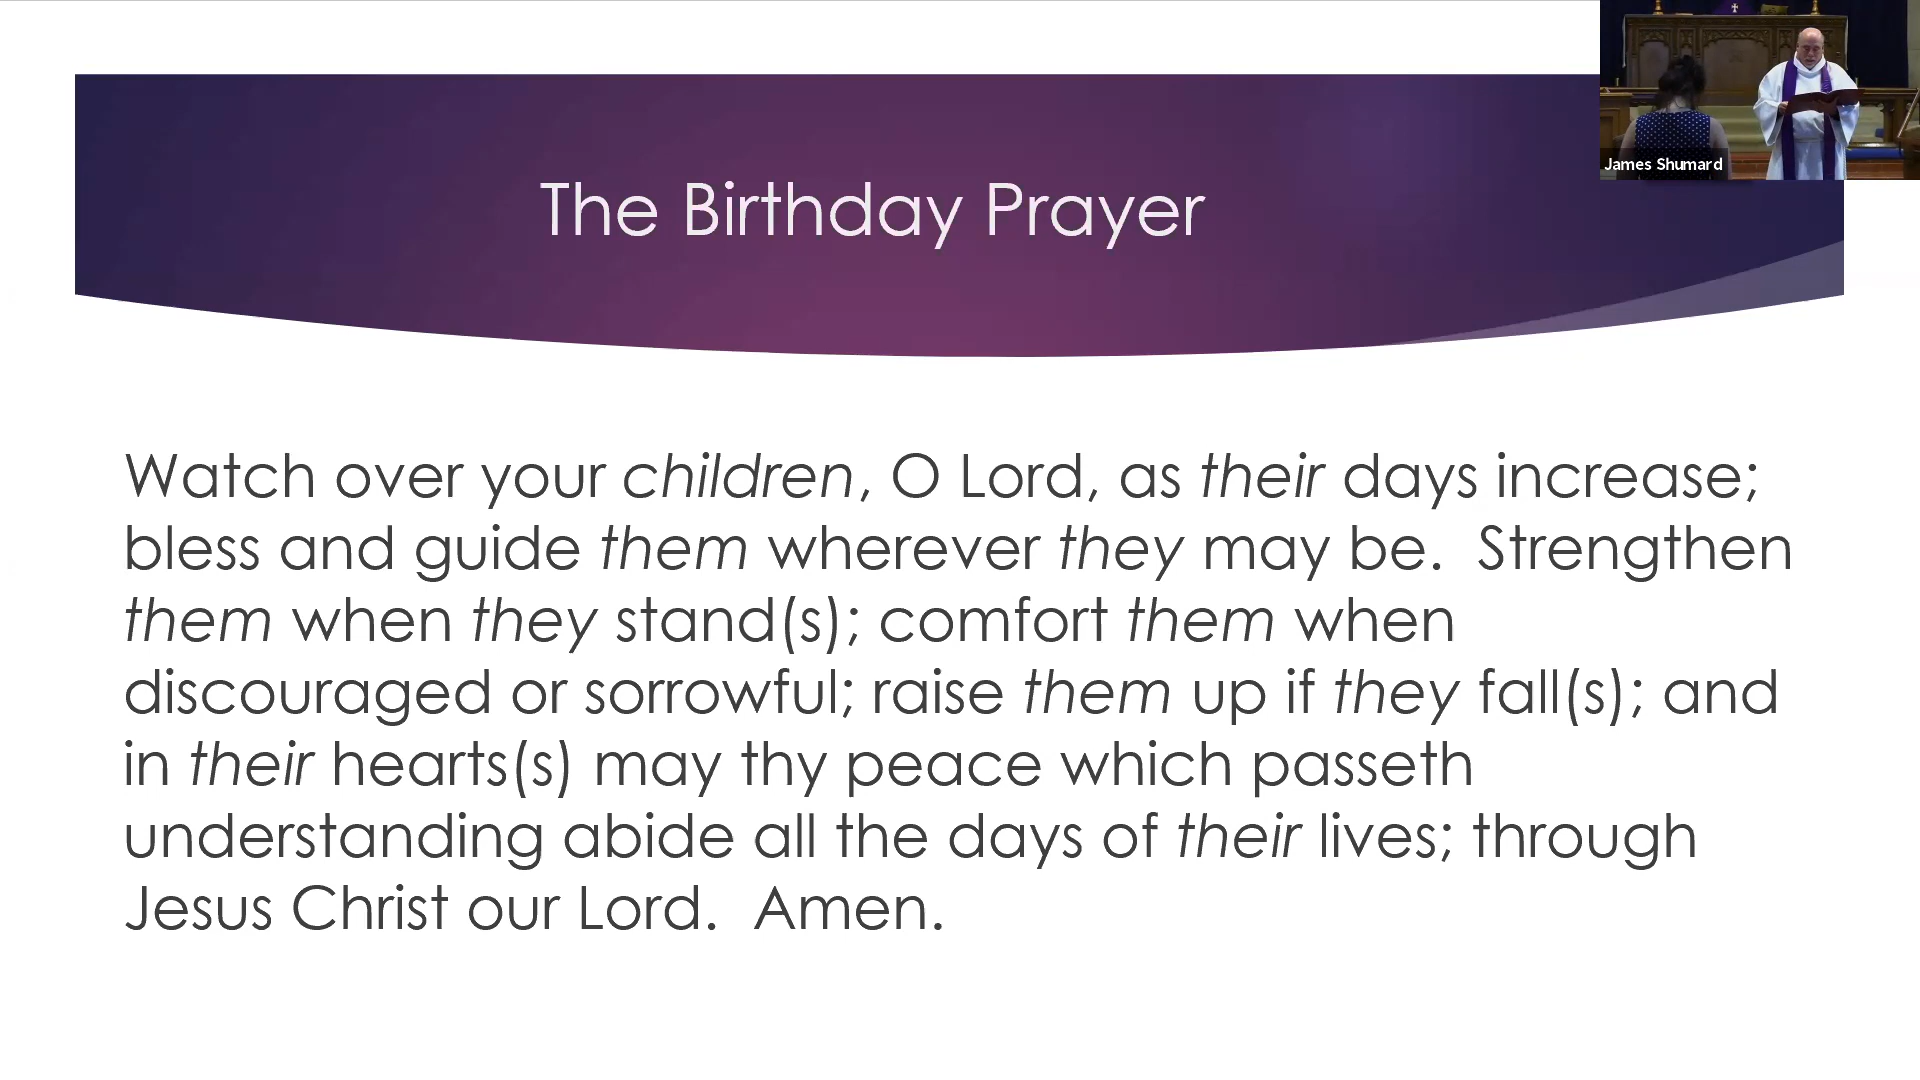 The Birthday Prayer
James Shumard
Watch over your children, O Lord, as their days increase;
bless and guide them wherever they may be.  Strengthen
them when they stand(s); comfort them when
discouraged or sorrowful; raise them up if they fall(s); and
in their hearts(s) may thy peace which passeth
understanding abide all the days of their lives; through
Jesus Christ our Lord.  Amen.